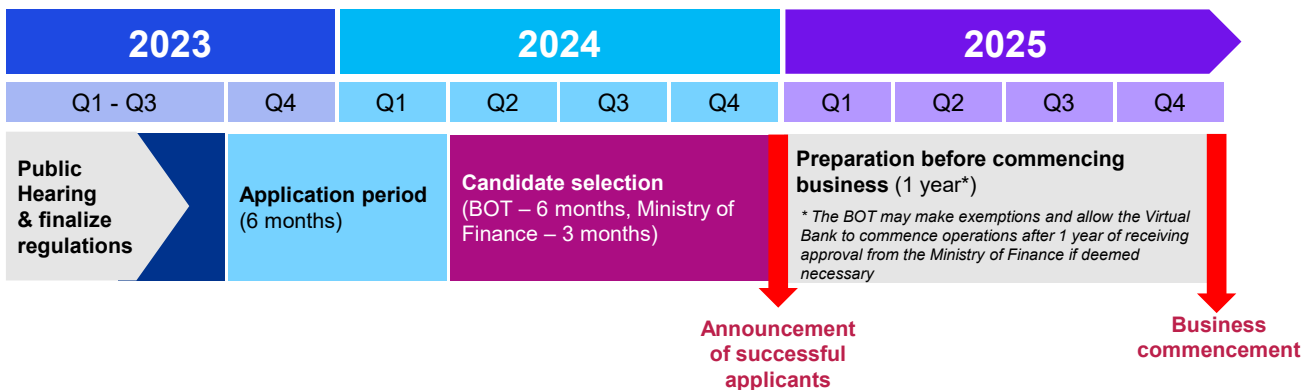 2023
2024
2025
Q1 - Q3
Q4
Q1
Q2
Q3
Q4
Q1
Q2
Q3
Q4
Public
Hearing
& finalize
regulations
Application period
(6 months)
Candidate selection
(BOT – 6 months, Ministry of
Finance – 3 months)
Preparation before commencing
business (1 year*)
* The BOT may make exemptions and allow the Virtual
Bank to commence operations after 1 year of receiving
approval from the Ministry of Finance if deemed
necessary
Announcement
of successful
applicants
Business
commencement